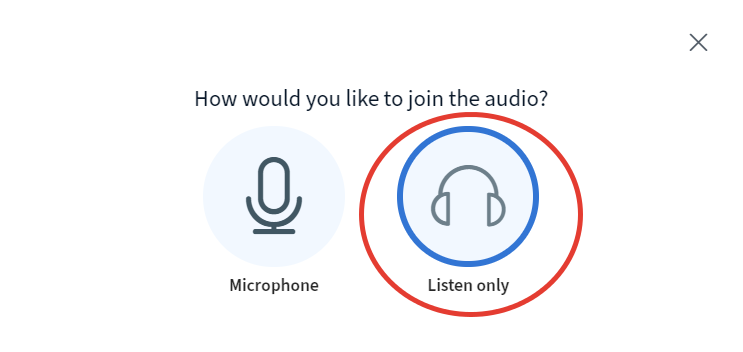 How would you like to join the audio?
Microphone
Listen only